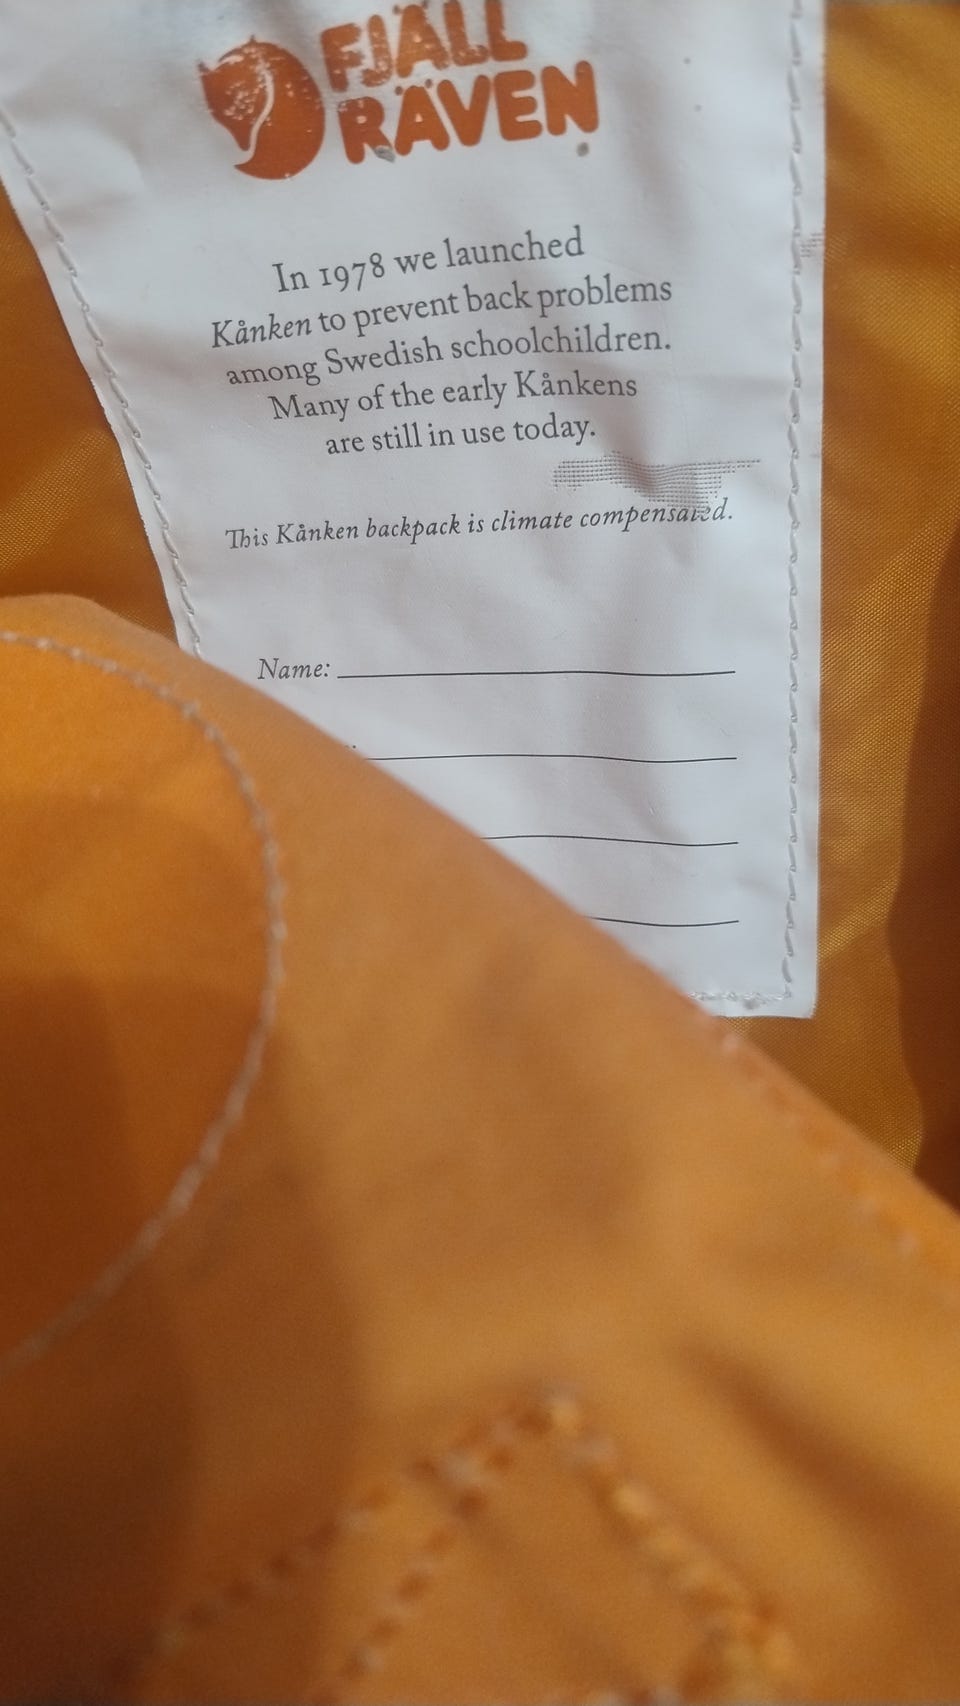 FJÄLL
RÄVEN
In 1978 we launched
Kånken to prevent back problems
among Swedish schoolchildren.
Many of the early Kånkens
are still in use today.
This Kånken backpack is climate compensated.
Name: